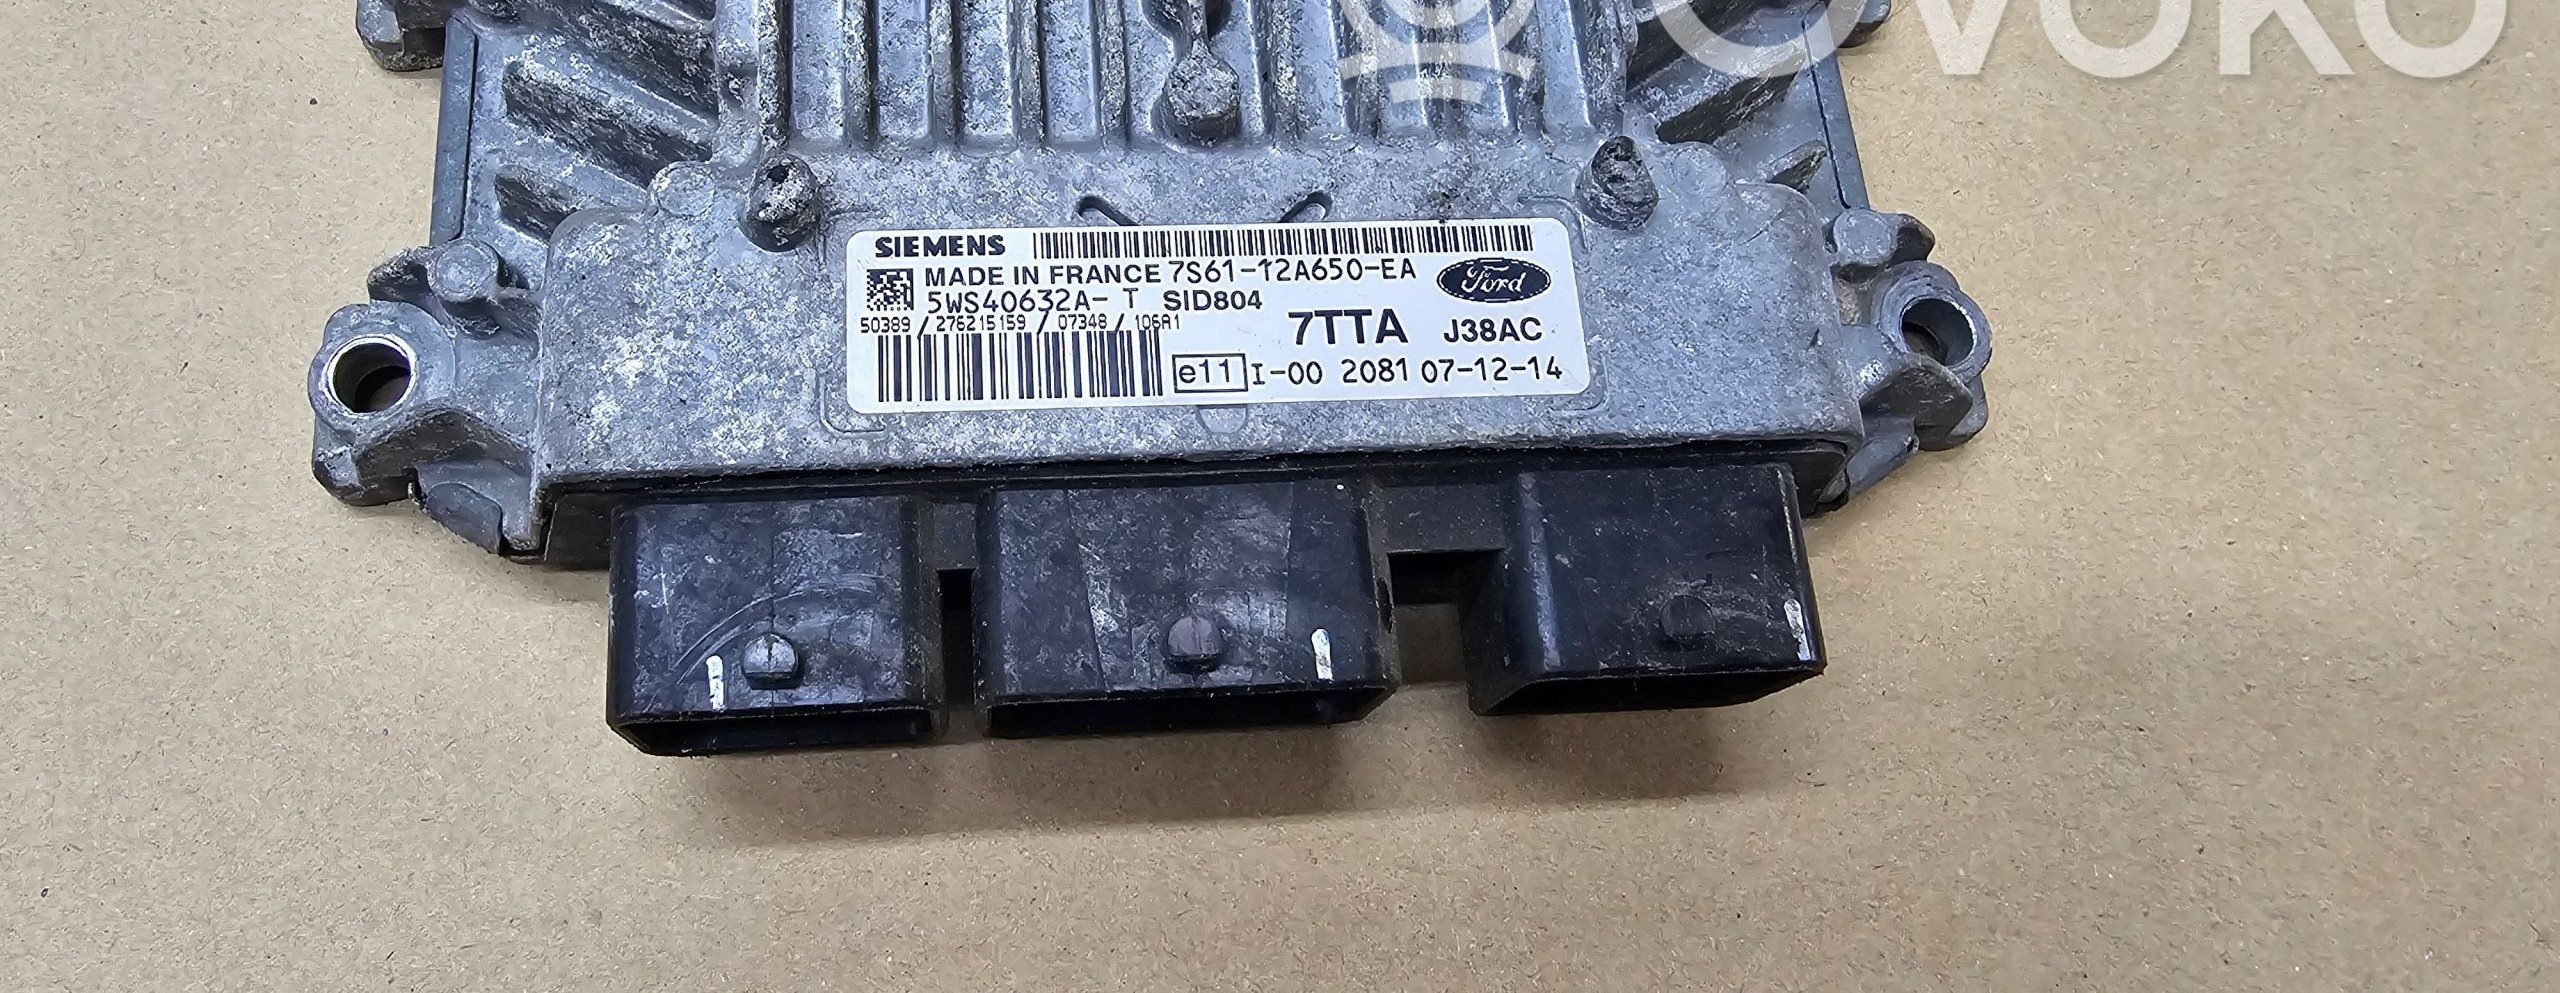 OVOKO
SIEMENS
MADE IN FRANCE 7S61-12A650-EA
Ford
5WS40632A- T SID804
50389 / 276215159 / 07348 / 106A1
7TTA J38AC
e11 I-00 2081 07-12-14